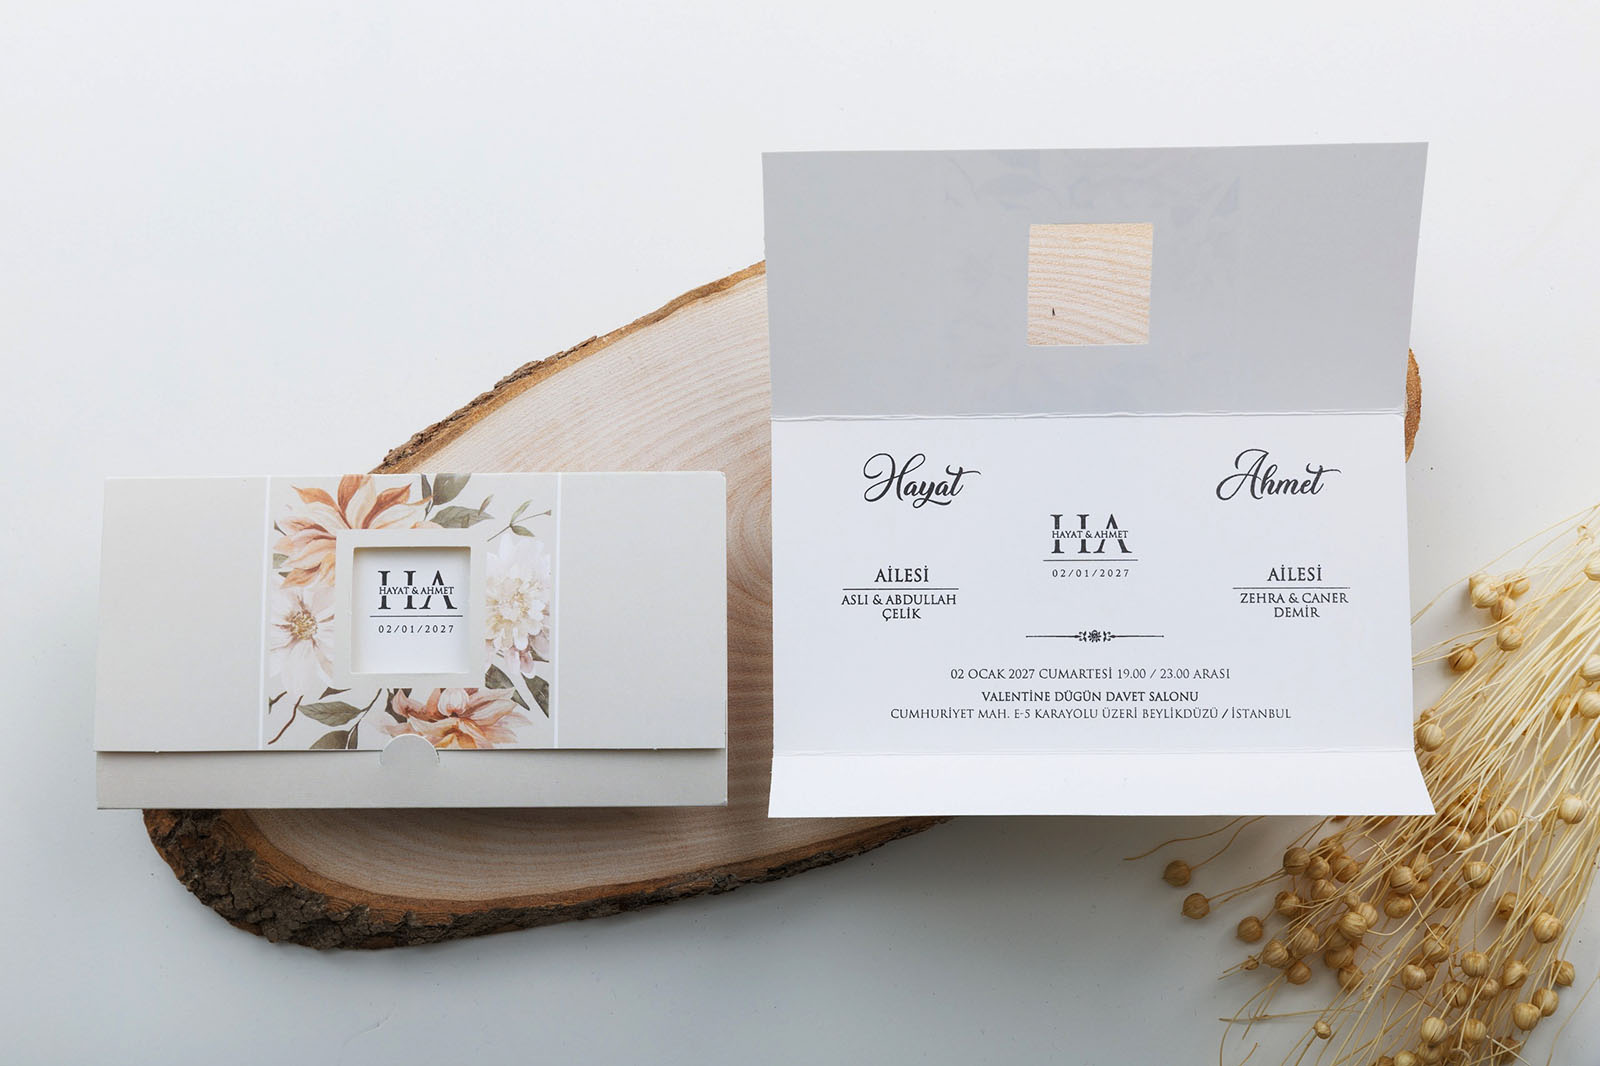 HA
HAYAT & AHMET
02/01/2027
Hayat
Ahmet
HA
HAYAT & AHMET
02/01/2027
AİLESİ
ASLI & ABDULLAH
ÇELİK
AİLESİ
ZEHRA & CANER
DEMİR
02 OCAK 2027 CUMARTESİ 19.00 / 23.00 ARASI
VALENTINE DÜGÜN DAVET SALONU
CUMHURİYET MAH. E-5 KARAYOLU ÜZERİ BEYLİKDÜZÜ / İSTANBUL